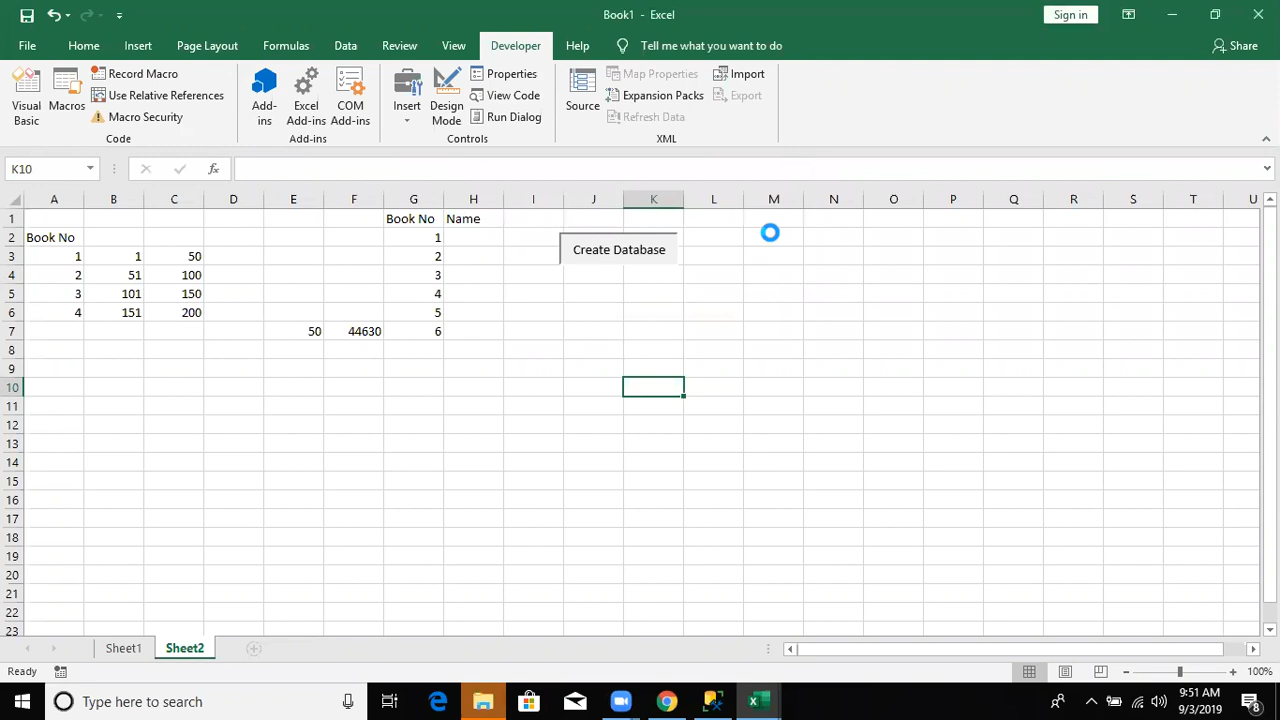 Book1 - Excel
Sign in
File Home Insert Page Layout Formulas Data Review View Developer Help Tell me what you want to do Share
Visual Basic
Macros
Record Macro
Use Relative References
Macro Security
Code
Add-ins
Excel Add-ins
COM Add-ins
Add-ins
Insert
Design Mode
Properties
View Code
Run Dialog
Controls
Source
Map Properties
Expansion Packs
Refresh Data
Import
Export
XML
K10
fx
A B C D E F G H I J K L M N O P Q R S T U
1 Book No Name
2 Book No 1
3 1 1 50 2
4 2 51 100 3
5 3 101 150 4
6 4 151 200 5
7 50 44630 6
Create Database
8
9
10
11
12
13
14
15
16
17
18
19
20
21
22
23
Sheet1 Sheet2
Ready
100%
Type here to search
9:51 AM
9/3/2019
8